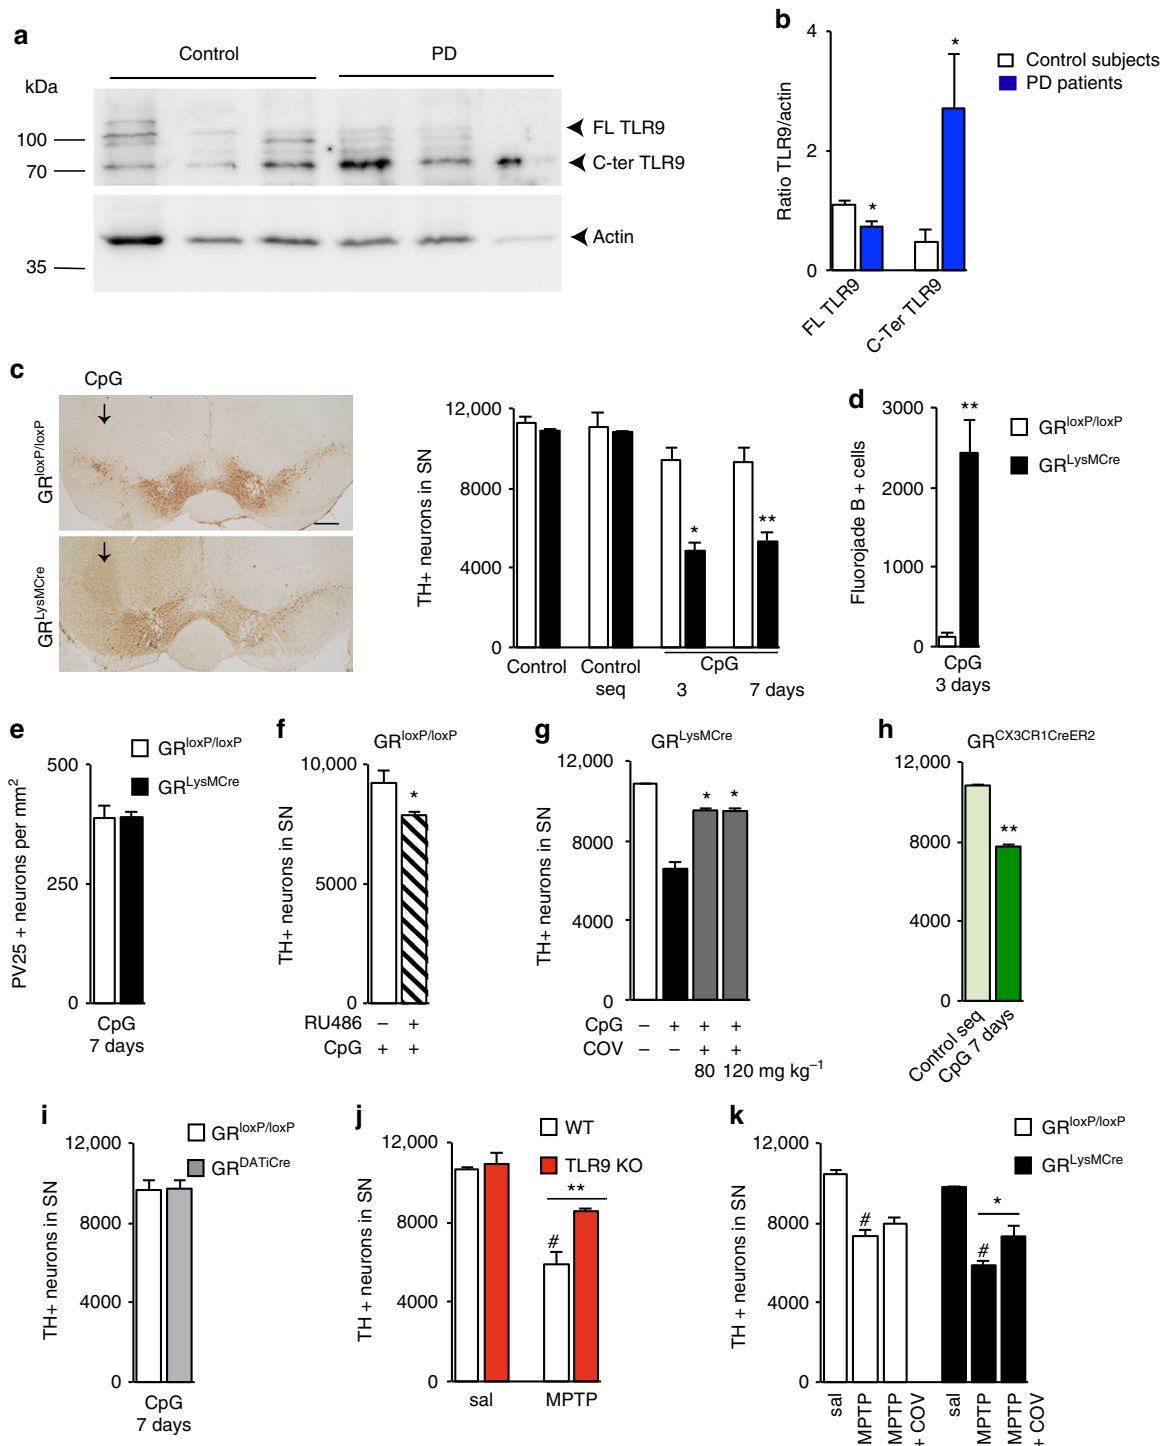 a
Control
PD
kDa
100
70
35
FL TLR9
C-ter TLR9
Actin
b
Ratio TLR9/actin
4
2
0
*
*
FL TLR9
C-Ter TLR9
Control subjects
PD patients
c
CpG
GRloxP/loxP
GRLysMCre
TH+ neurons in SN
12,000
8000
4000
0
*
**
Control
Control seq
CpG
3
7 days
d
Fluorojade B + cells
3000
2000
1000
0
**
CpG
3 days
GRloxP/loxP
GRLysMCre
e
PV25 + neurons per mm2
500
250
0
GRloxP/loxP
GRLysMCre
CpG
7 days
f
GRloxP/loxP
TH+ neurons in SN
10,000
5000
0
*
RU486 – +
CpG + +
g
GRLysMCre
TH+ neurons in SN
12,000
8000
4000
0
* *
CpG – + + +
COV – – + +
80 120 mg kg–1
h
GRCX3CR1CreER2
12,000
8000
4000
0
**
Control seq
CpG 7 days
i
TH+ neurons in SN
12,000
8000
4000
0
GRloxP/loxP
GRDATiCre
CpG
7 days
j
TH + neurons in SN
12,000
8000
4000
0
WT
TLR9 KO
**
#
sal
MPTP
k
TH + neurons in SN
12,000
8000
4000
0
GRloxP/loxP
GRLysMCre
#
#
*
sal
MPTP
MPTP + COV
sal
MPTP
MPTP + COV